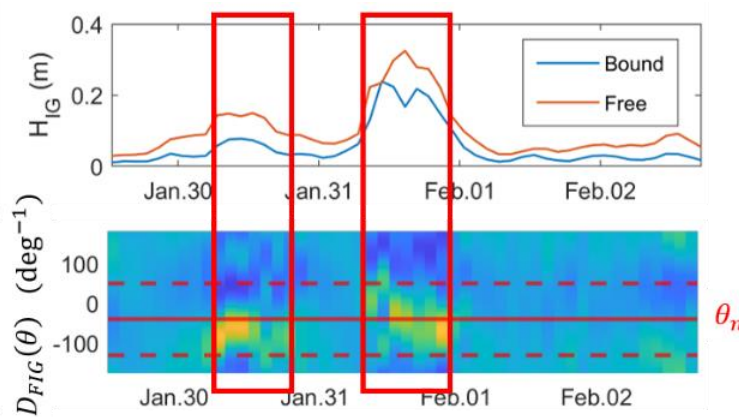 0.4
0.2
0
H_IG (m)
Bound
Free
Jan.30 Jan.31 Feb.01 Feb.02
D_FIG(θ) (deg⁻¹)
100
0
-100
θ_n
Jan.30 Jan.31 Feb.01 Feb.02